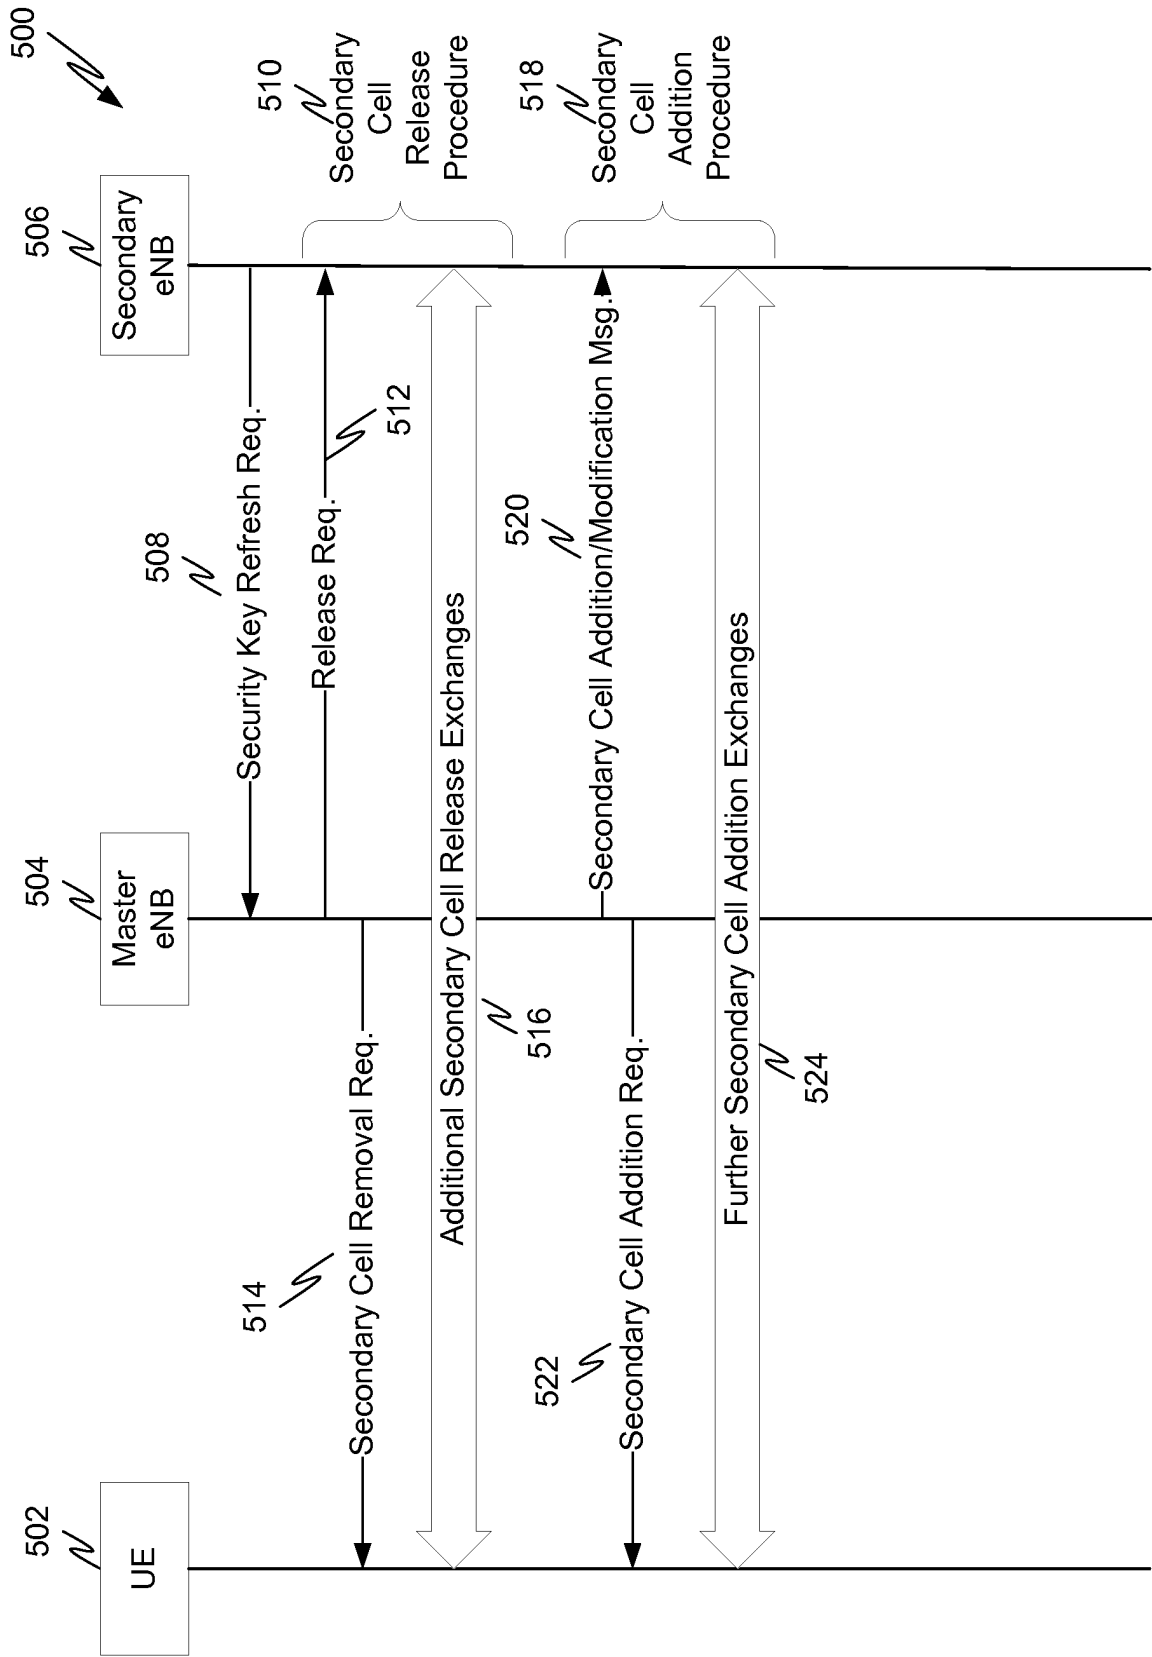 500
502
UE
504
Master
eNB
506
Secondary
eNB
508
Security Key Refresh Req.
510
Secondary
Cell
Release
Procedure
Release Req.
512
514
Secondary Cell Removal Req.
Additional Secondary Cell Release Exchanges
516
518
Secondary
Cell
Addition
Procedure
520
Secondary Cell Addition/Modification Msg.
522
Secondary Cell Addition Req.
Further Secondary Cell Addition Exchanges
524